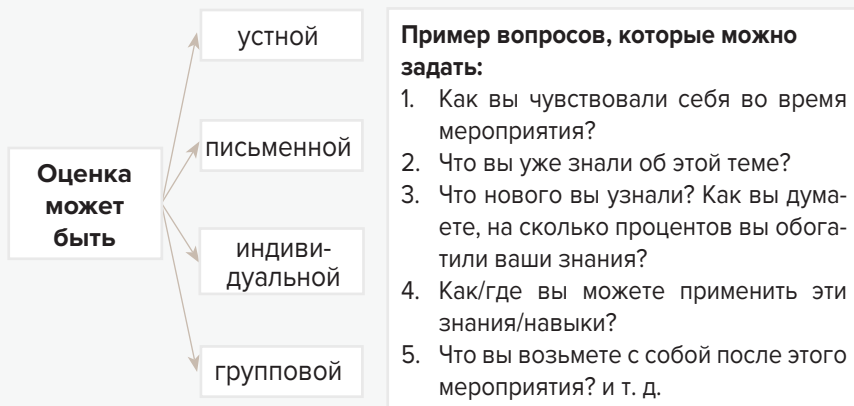 Оценка
может
быть
устной
письменной
индиви-
дуальной
групповой
Пример вопросов, которые можно
задать:
1. Как вы чувствовали себя во время
мероприятия?
2. Что вы уже знали об этой теме?
3. Что нового вы узнали? Как вы дума-
ете, на сколько процентов вы обога-
тили ваши знания?
4. Как/где вы можете применить эти
знания/навыки?
5. Что вы возьмете с собой после этого
мероприятия? и т. д.